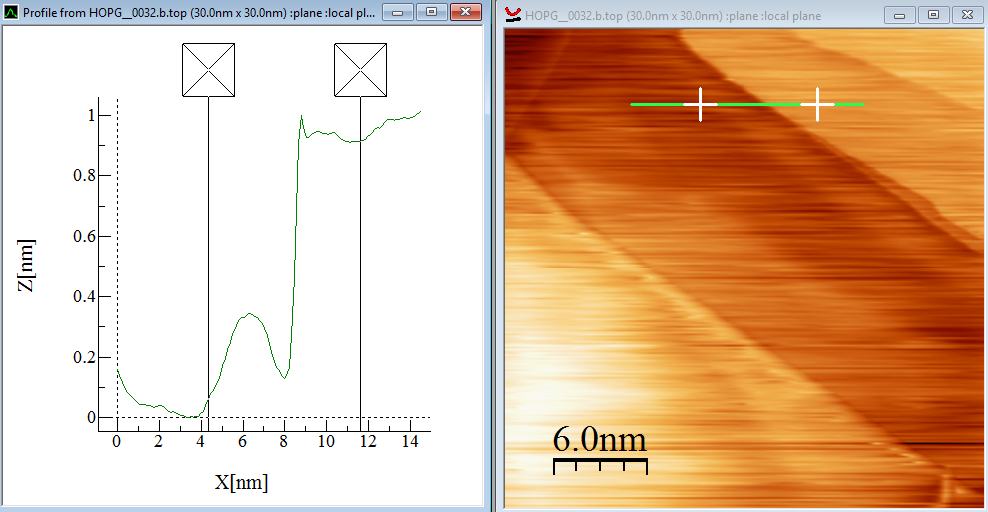 Profile from HOPG__0032.b.top (30.0nm x 30.0nm) :plane :local pl...
1
0.8
0.6
0.4
0.2
0
Z[nm]
0 2 4 6 8 10 12 14
X[nm]
HOPG__0032.b.top (30.0nm x 30.0nm) :plane :local plane
6.0nm